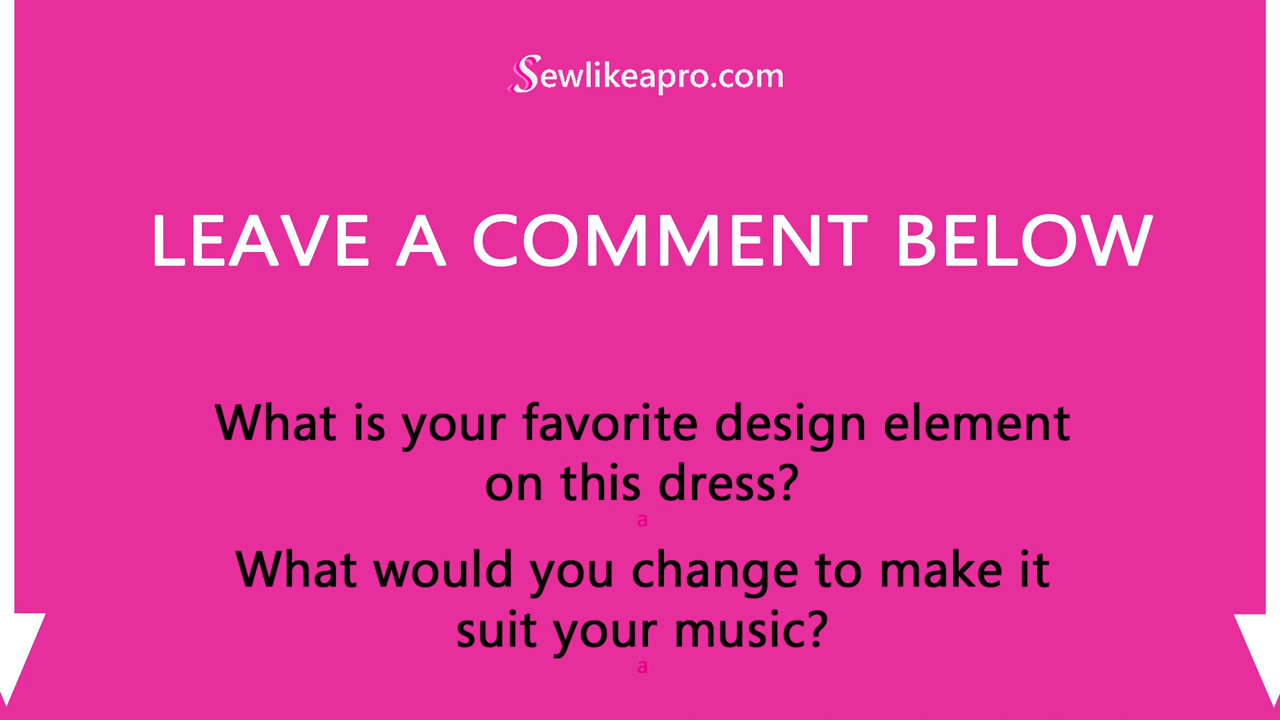 Sewlikeapro.com
LEAVE A COMMENT BELOW
What is your favorite design element
on this dress?
a
What would you change to make it
suit your music?
a